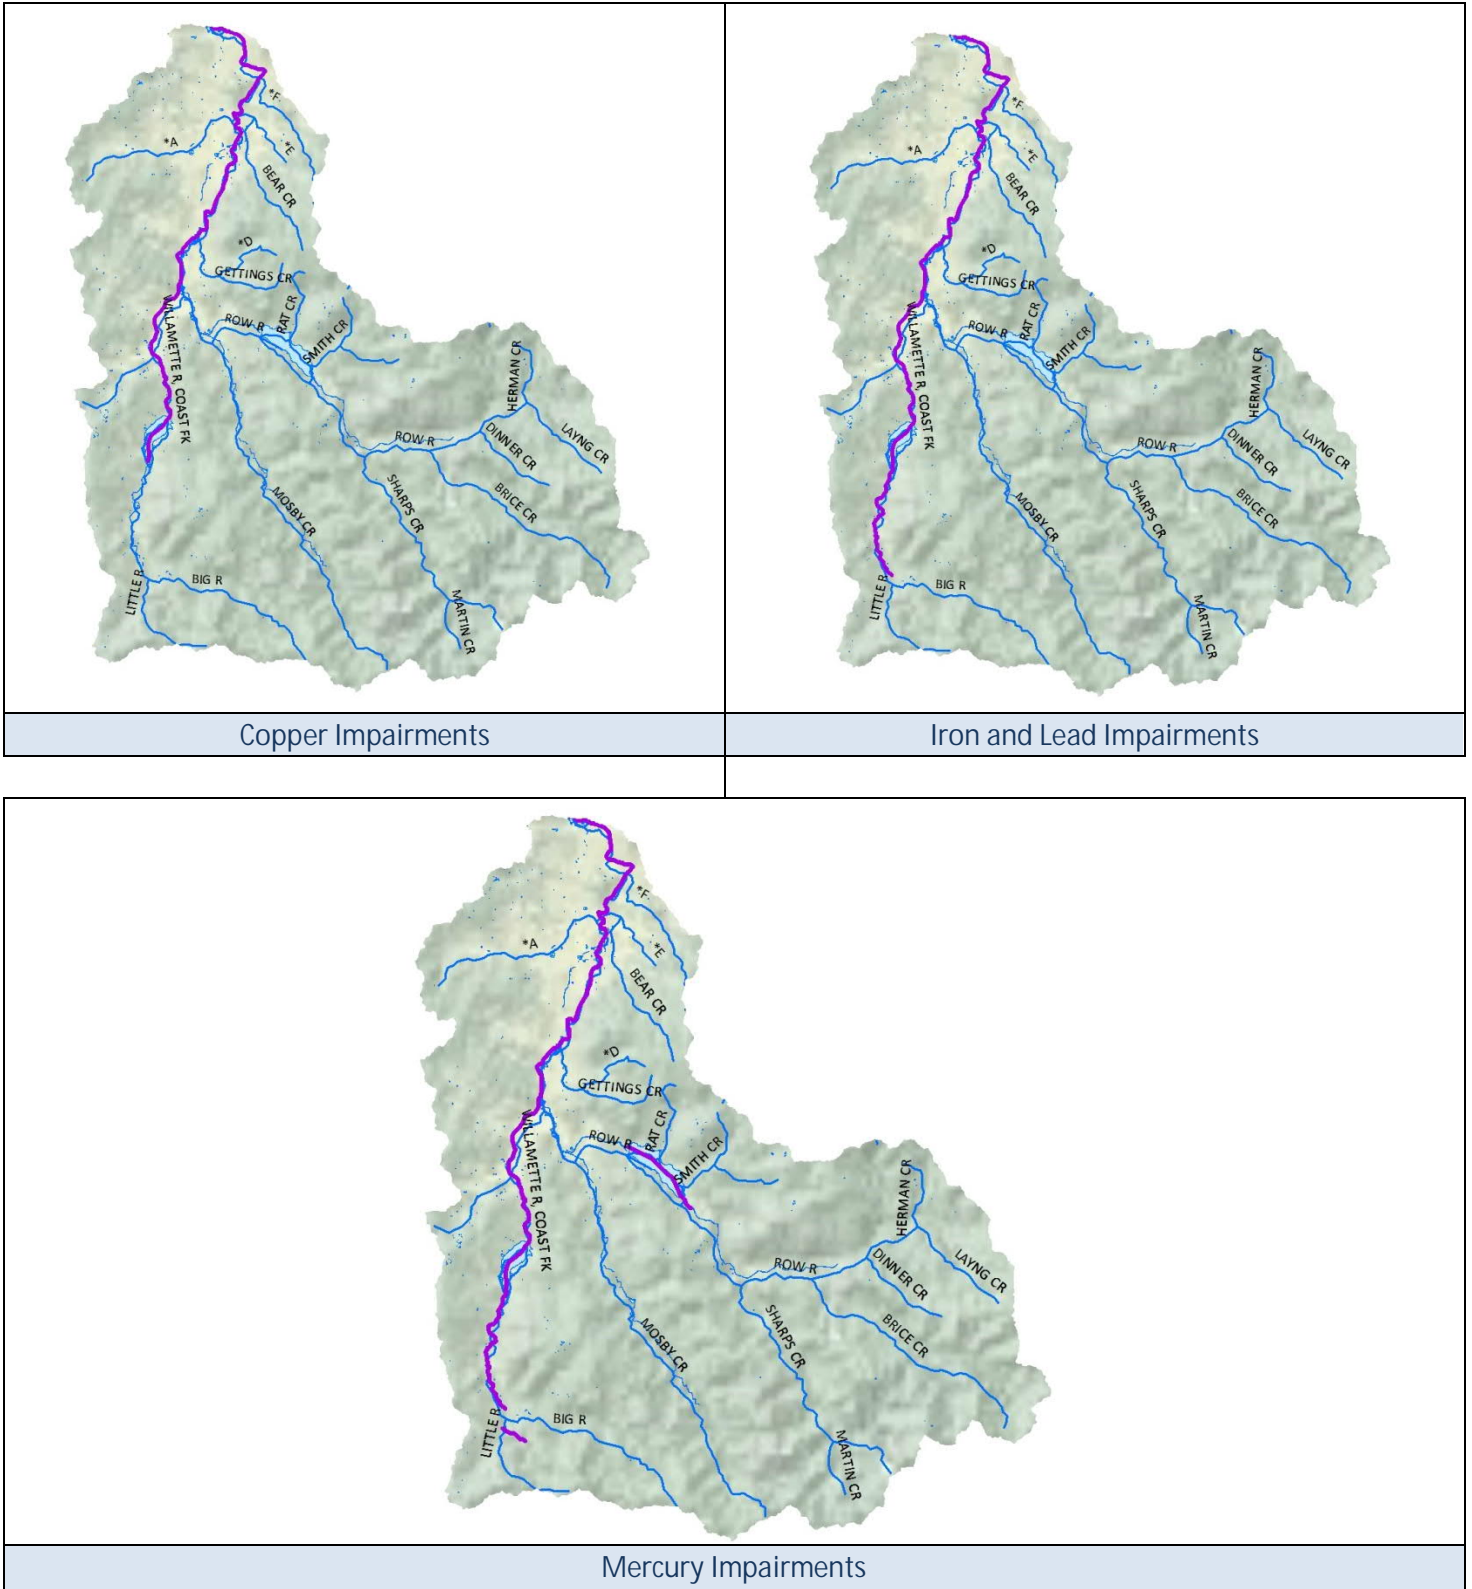 *F
*A
*E
BEAR CR
*D
GETTINGS CR
WILLAMETTE R, COAST FK
ROW R
RAT CR
SMITH CR
HERMAN CR
LAYNG CR
ROW R
DINNER CR
BRICE CR
SHARPS CR
MOSBY CR
BIG R
LITTLE R
MARTIN CR
Copper Impairments
*F
*A
*E
BEAR CR
*D
GETTINGS CR
WILLAMETTE R, COAST FK
ROW R
RAT CR
SMITH CR
HERMAN CR
LAYNG CR
ROW R
DINNER CR
BRICE CR
SHARPS CR
MOSBY CR
BIG R
LITTLE R
MARTIN CR
Iron and Lead Impairments
*F
*A
*E
BEAR CR
*D
GETTINGS CR
WILLAMETTE R, COAST FK
ROW R
RAT CR
SMITH CR
HERMAN CR
LAYNG CR
ROW R
DINNER CR
BRICE CR
SHARPS CR
MOSBY CR
BIG R
LITTLE R
MARTIN CR
Mercury Impairments